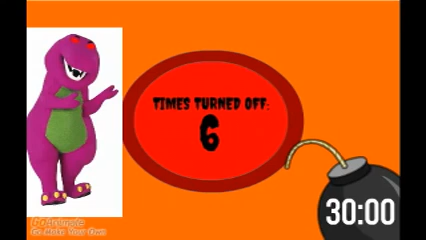 TIMES TURNED OFF:
6
30:00
GoAnimate
Go Make Your Own